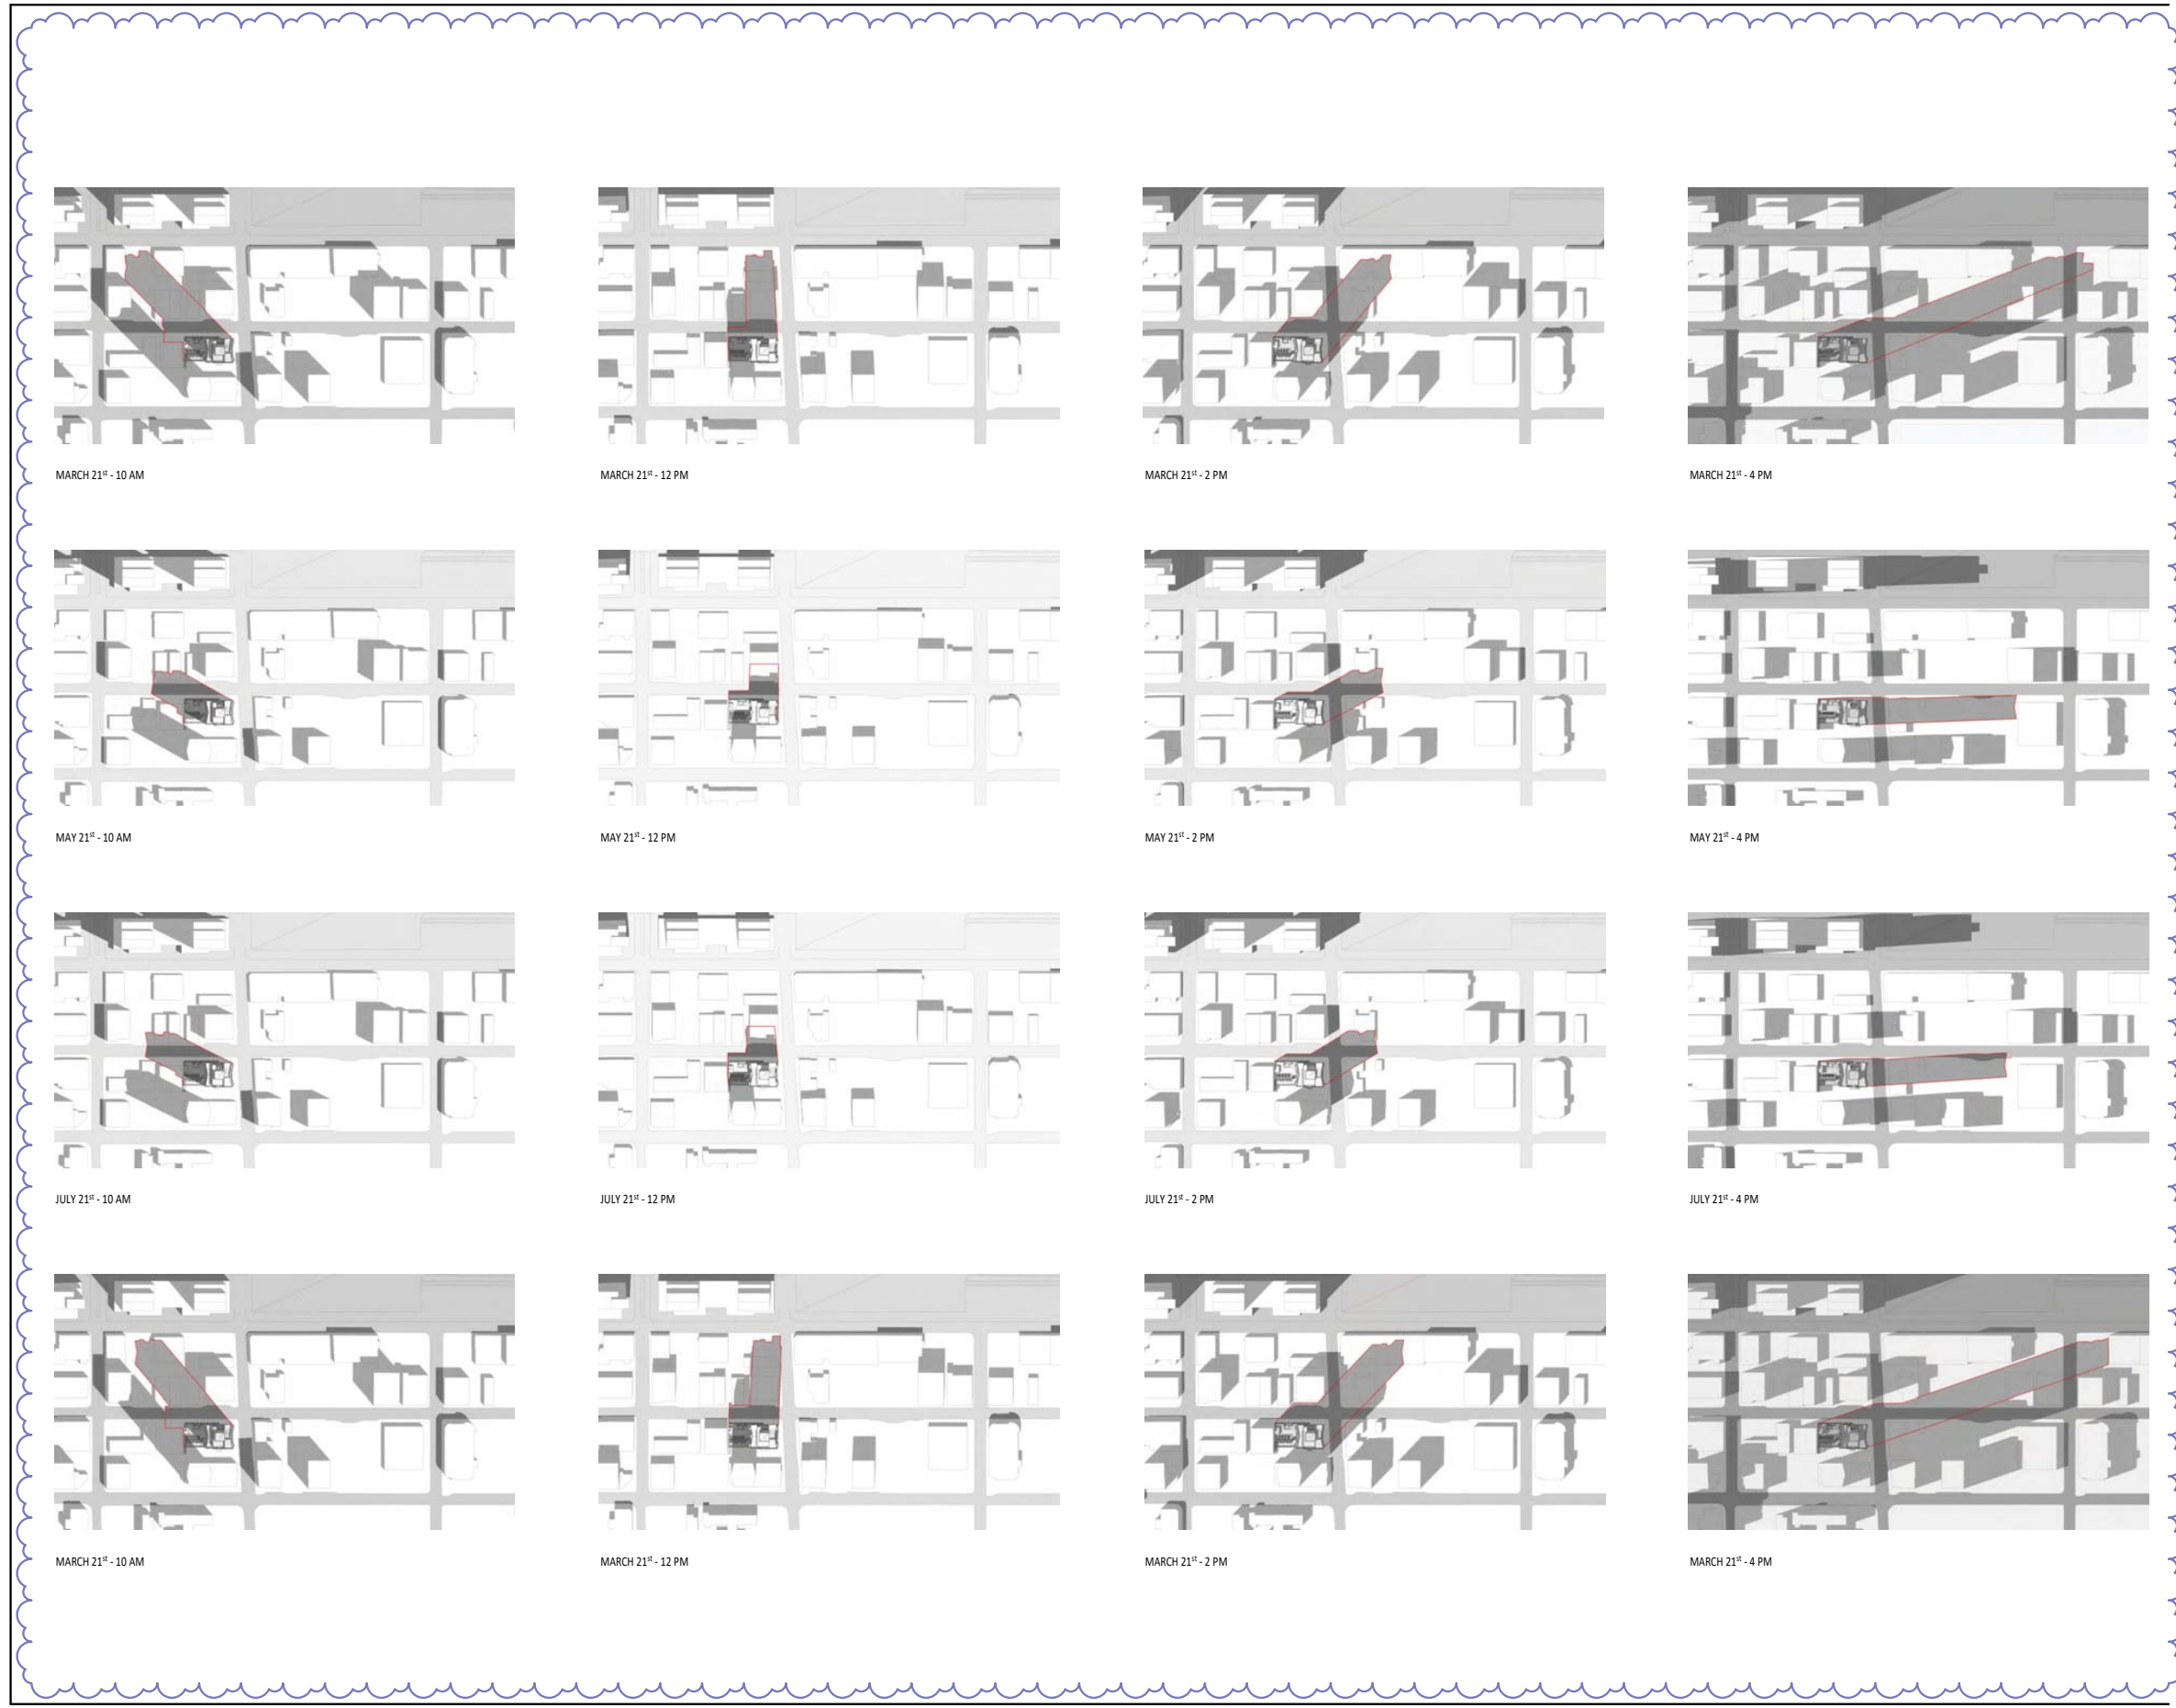 MARCH 21st - 10 AM
MARCH 21st - 12 PM
MARCH 21st - 2 PM
MARCH 21st - 4 PM
MAY 21st - 10 AM
MAY 21st - 12 PM
MAY 21st - 2 PM
MAY 21st - 4 PM
JULY 21st - 10 AM
JULY 21st - 12 PM
JULY 21st - 2 PM
JULY 21st - 4 PM
MARCH 21st - 10 AM
MARCH 21st - 12 PM
MARCH 21st - 2 PM
MARCH 21st - 4 PM